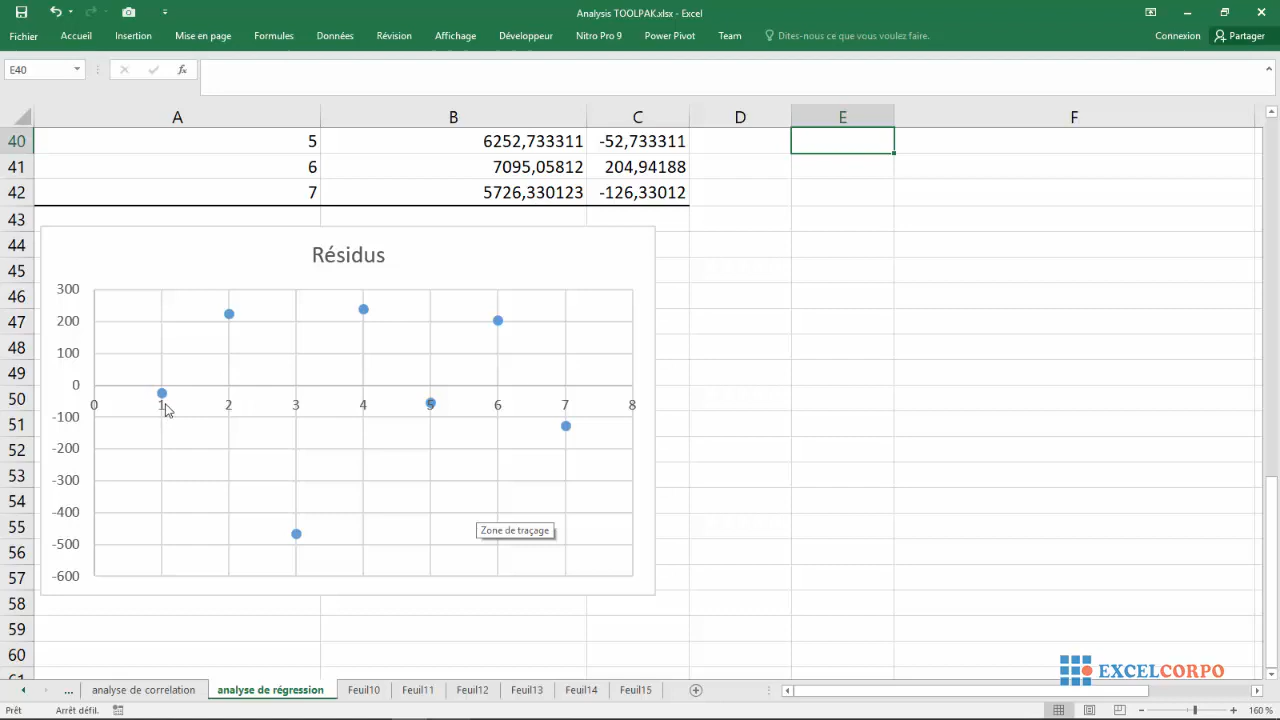 Analysis TOOLPAK.xlsx - Excel
Fichier Accueil Insertion Mise en page Formules Données Révision Affichage Développeur Nitro Pro 9 Power Pivot Team Dites-nous ce que vous voulez faire. Connexion Partager
E40 fx
A B C D E F
40 5 6252,733311 -52,733311
41 6 7095,05812 204,94188
42 7 5726,330123 -126,33012
43
44
45
46
47
48
49
50
51
52
53
54
55
56
57
58
59
60
Résidus
300
200
100
0
-100
-200
-300
-400
-500
-600
0 1 2 3 4 5 6 7 8
Zone de traçage
EXCELCORPO
... analyse de correlation analyse de régression Feuil10 Feuil11 Feuil12 Feuil13 Feuil14 Feuil15
Prêt Arrêt défil. 160 %